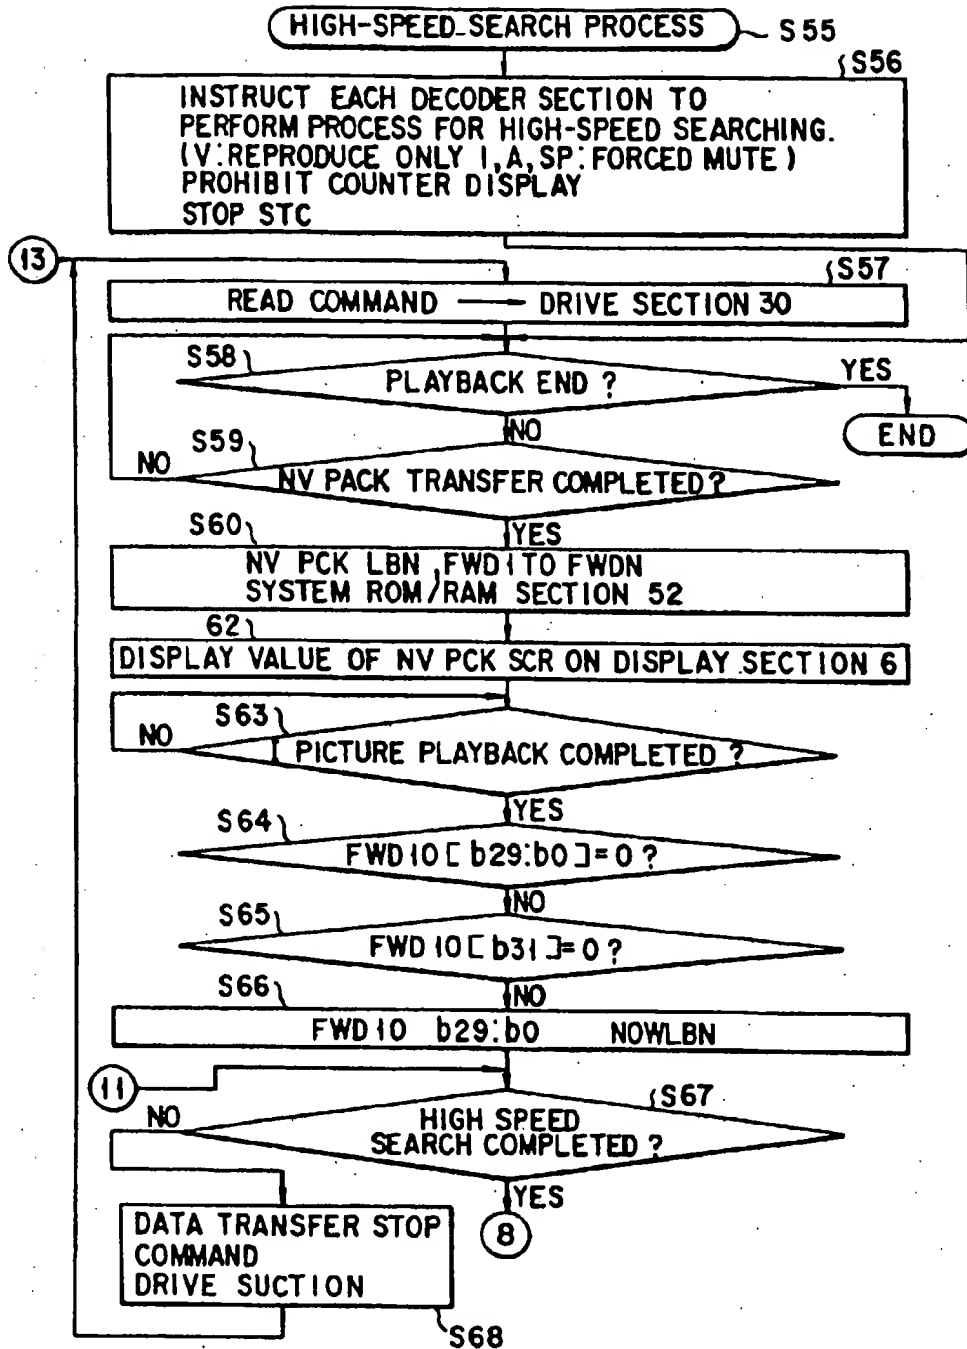 HIGH-SPEED SEARCH PROCESS
S55
S56
INSTRUCT EACH DECODER SECTION TO
PERFORM PROCESS FOR HIGH-SPEED SEARCHING.
(V:REPRODUCE ONLY I,A,SP:FORCED MUTE)
PROHIBIT COUNTER DISPLAY
STOP STC
13
S57
READ COMMAND → DRIVE SECTION 30
S58
PLAYBACK END ?
YES
NO
END
S59
NO
NV PACK TRANSFER COMPLETED?
YES
S60
NV PCK LBN ,FWD1 TO FWDN
SYSTEM ROM/RAM SECTION 52
62
DISPLAY VALUE OF NV PCK SCR ON DISPLAY SECTION 6
S63
NO
PICTURE PLAYBACK COMPLETED ?
YES
S64
FWD10[b29:b0]=0?
NO
S65
FWD10[b31]=0?
NO
S66
FWD10 b29:b0 NOWLBN
11
S67
NO
HIGH SPEED
SEARCH COMPLETED ?
YES
8
DATA TRANSFER STOP
COMMAND
DRIVE SUCTION
S68